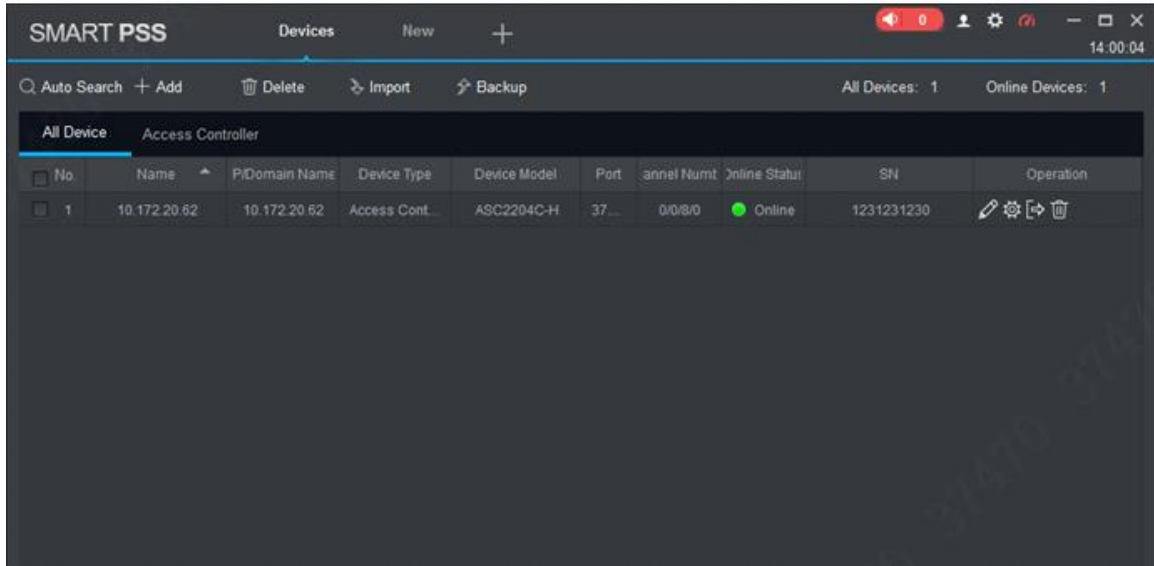 SMART PSS Devices New + 0
14:00:04
Auto Search + Add Delete Import Backup All Devices: 1 Online Devices: 1
All Device Access Controller
No. Name P/Domain Name Device Type Device Model Port annel Numt Online Status SN Operation
1 10.172.20.62 10.172.20.62 Access Cont... ASC2204C-H 37... 0/0/8/0 Online 1231231230
37470